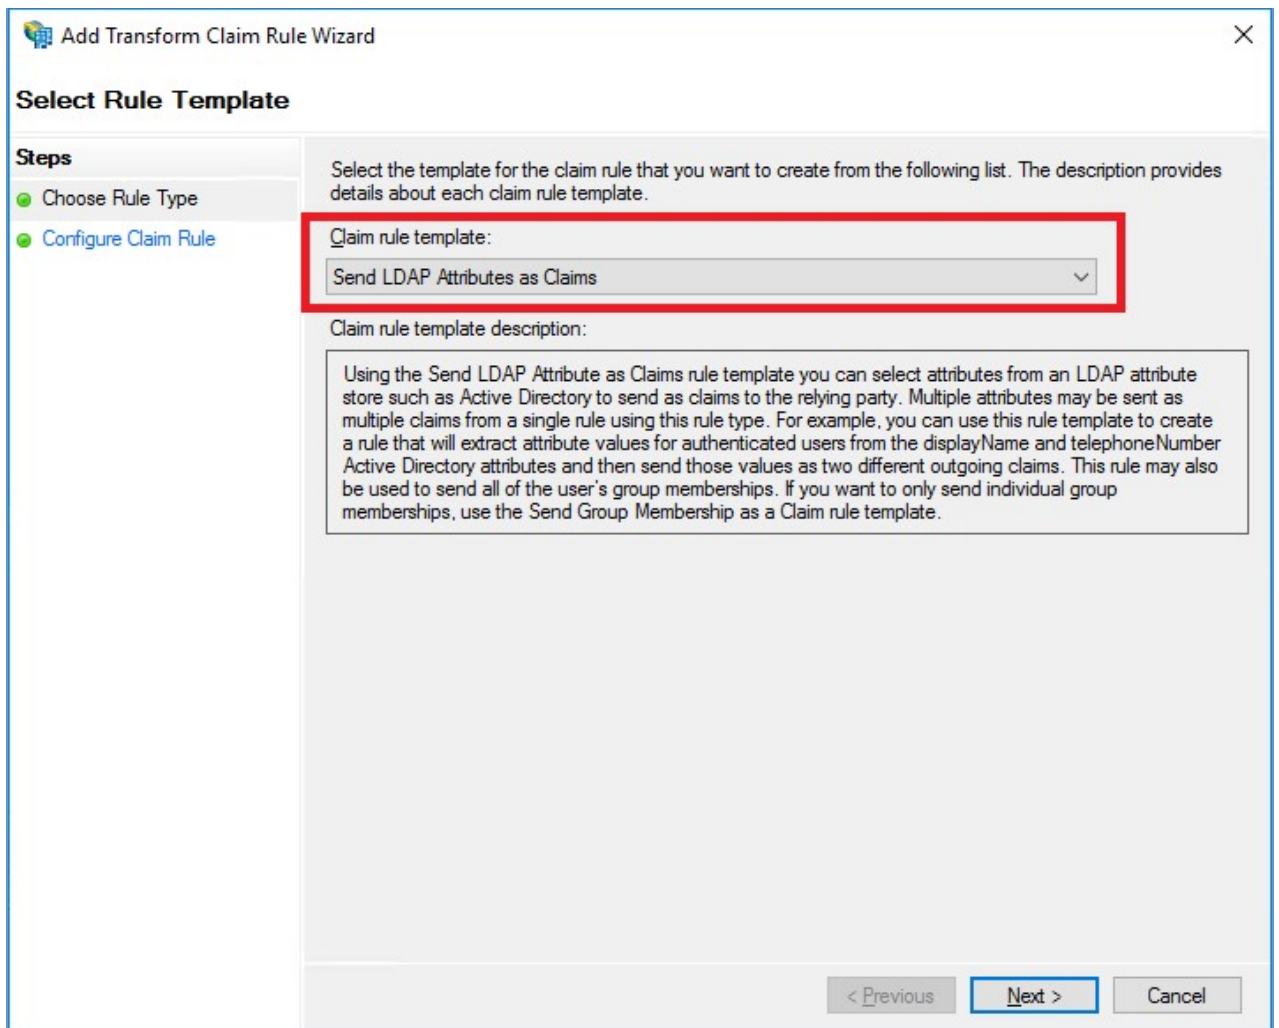 Add Transform Claim Rule Wizard
Select Rule Template
Steps
Choose Rule Type
Configure Claim Rule
Select the template for the claim rule that you want to create from the following list. The description provides
details about each claim rule template.
Claim rule template:
Send LDAP Attributes as Claims
Claim rule template description:
Using the Send LDAP Attribute as Claims rule template you can select attributes from an LDAP attribute
store such as Active Directory to send as claims to the relying party. Multiple attributes may be sent as
multiple claims from a single rule using this rule type. For example, you can use this rule template to create
a rule that will extract attribute values for authenticated users from the displayName and telephoneNumber
Active Directory attributes and then send those values as two different outgoing claims. This rule may also
be used to send all of the user's group memberships. If you want to only send individual group
memberships, use the Send Group Membership as a Claim rule template.
< Previous
Next >
Cancel